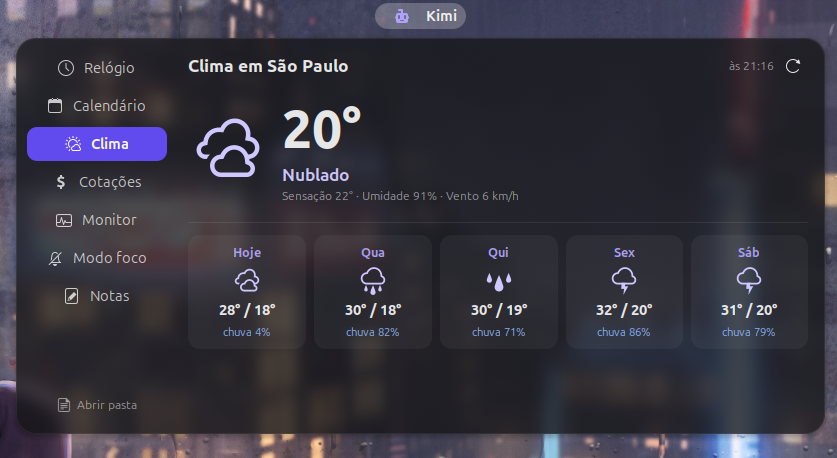 Kimi
Relógio
Calendário
Clima
Cotações
Monitor
Modo foco
Notas
Abrir pasta
Clima em São Paulo
às 21:16
20°
Nublado
Sensação 22° · Umidade 91% · Vento 6 km/h
Hoje
28° / 18°
chuva 4%
Qua
30° / 18°
chuva 82%
Qui
30° / 19°
chuva 71%
Sex
32° / 20°
chuva 86%
Sáb
31° / 20°
chuva 79%